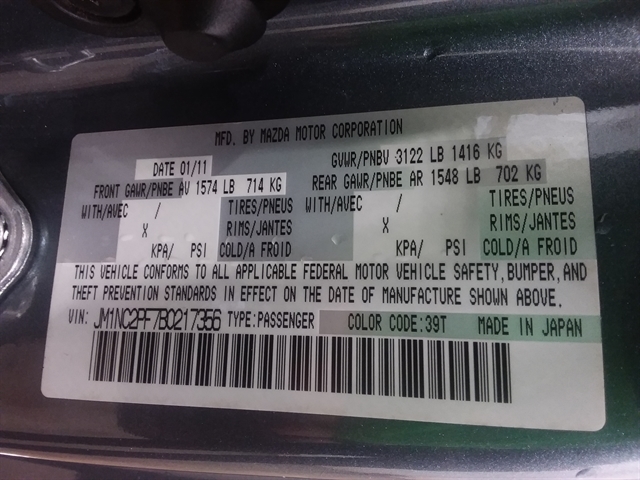 MFD. BY MAZDA MOTOR CORPORATION
DATE 01/11 GVWR/PNBV 3122 LB 1416 KG
FRONT GAWR/PNBE AV 1574 LB 714 KG REAR GAWR/PNBE AR 1548 LB 702 KG
WITH/AVEC / TIRES/PNEUS WITH/AVEC / TIRES/PNEUS
X RIMS/JANTES X RIMS/JANTES
KPA/ PSI COLD/A FROID KPA/ PSI COLD/A FROID
THIS VEHICLE CONFORMS TO ALL APPLICABLE FEDERAL MOTOR VEHICLE SAFETY,BUMPER,AND
THEFT PREVENTION STANDARDS IN EFFECT ON THE DATE OF MANUFACTURE SHOWN ABOVE.
VIN: JM1NC2PF7B0217356 TYPE:PASSENGER COLOR CODE:39T MADE IN JAPAN